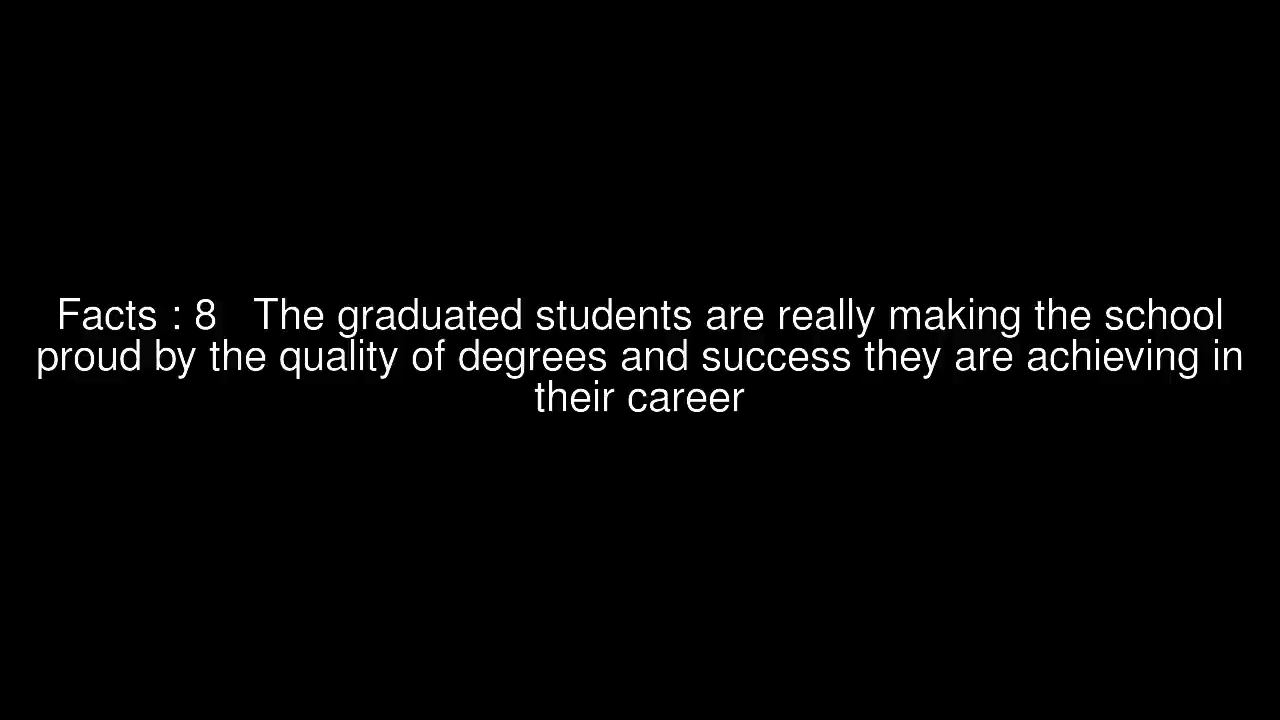 Facts : 8   The graduated students are really making the school
proud by the quality of degrees and success they are achieving in
their career